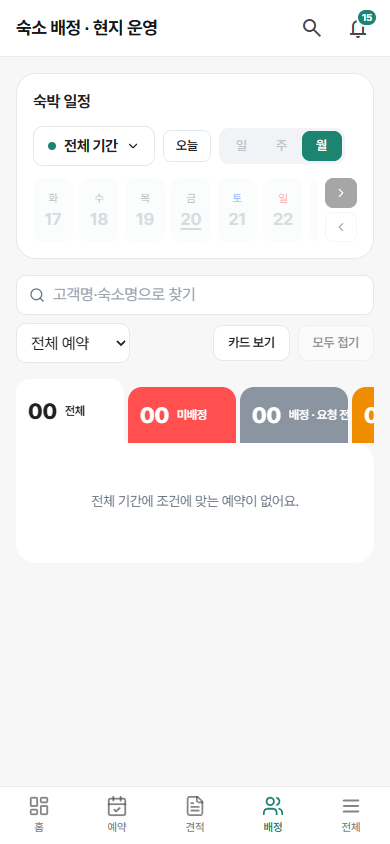 숙소 배정 · 현지 운영
15
숙박 일정
전체 기간
오늘
일
주
월
화
수
목
금
토
일
17
18
19
20
21
22
고객명·숙소명으로 찾기
전체 예약
카드 보기
모두 접기
00 전체
00 미배정
00 배정 · 요청 전
전체 기간에 조건에 맞는 예약이 없어요.
홈
예약
견적
배정
전체